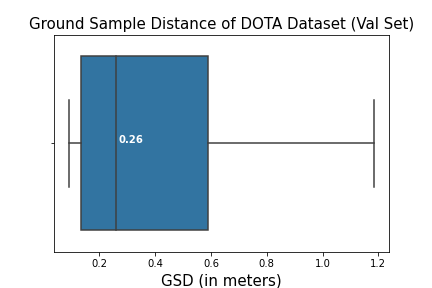 Ground Sample Distance of DOTA Dataset (Val Set)
0.26
0.2 0.4 0.6 0.8 1.0 1.2
GSD (in meters)